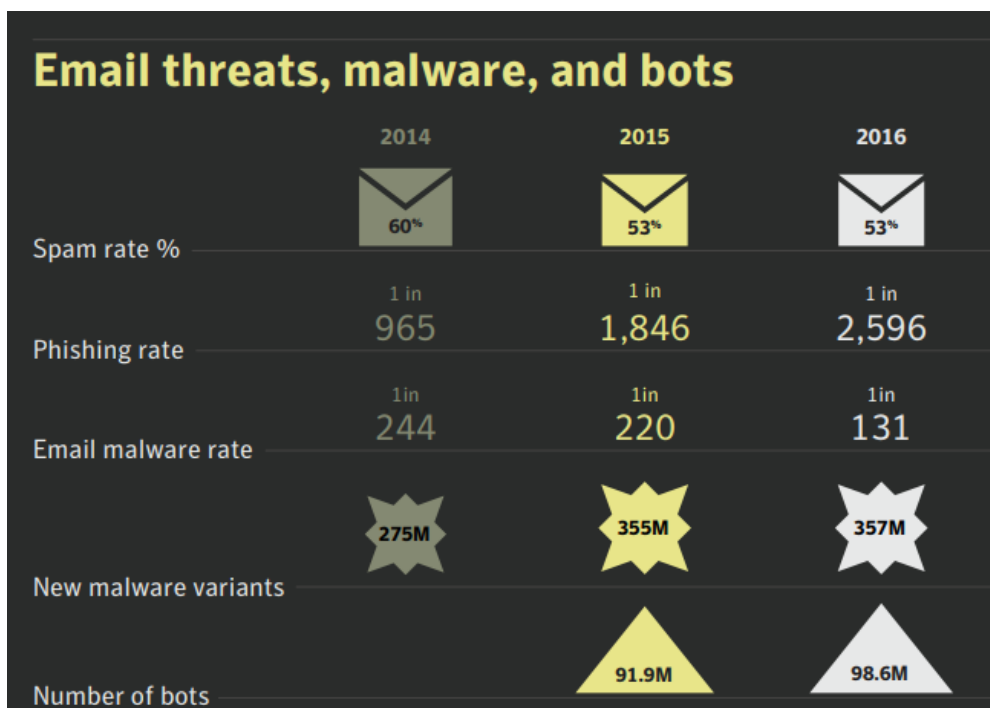 Email threats, malware, and bots
2014 2015 2016
60% 53% 53%
Spam rate %
1 in 1 in 1 in
965 1,846 2,596
Phishing rate
1in 1in 1in
244 220 131
Email malware rate
275M 355M 357M
New malware variants
91.9M 98.6M
Number of bots